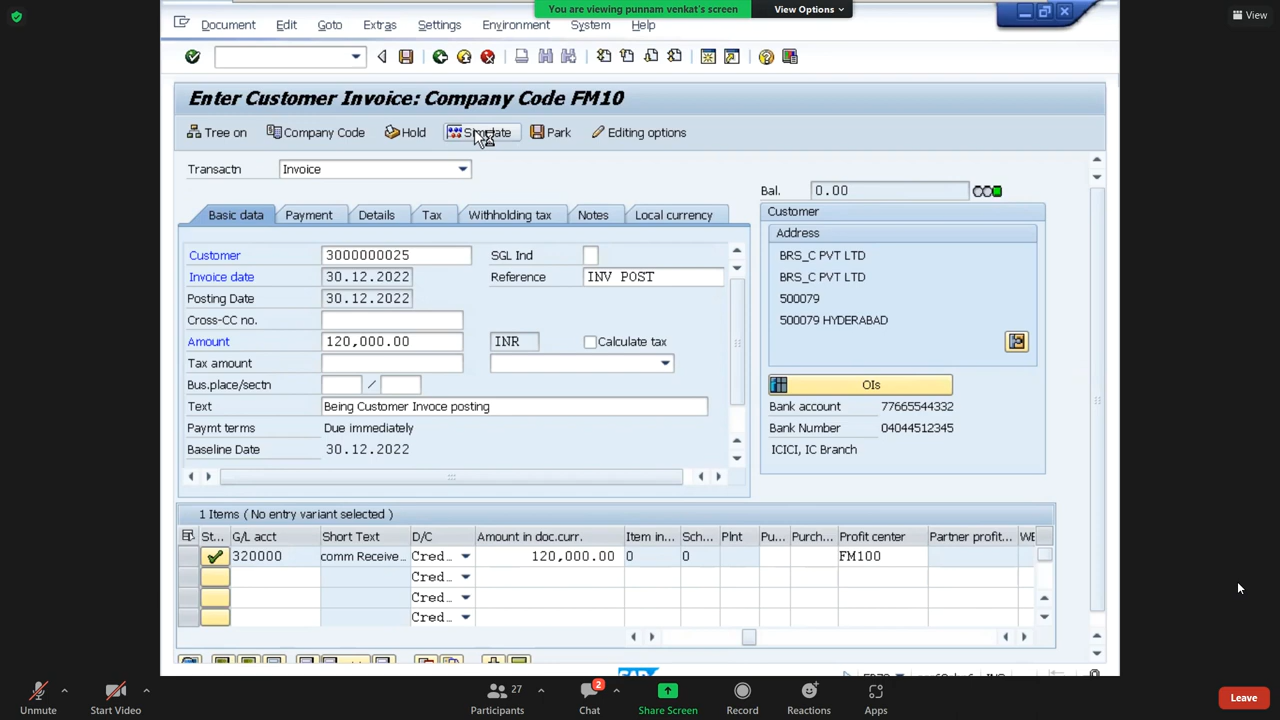 You are viewing punnam venkat's screen View Options
View
Document Edit Goto Extras Settings Environment System Help
Enter Customer Invoice: Company Code FM10
Tree on Company Code Hold Simulate Park Editing options
Transactn Invoice
Bal. 0.00
Basic data Payment Details Tax Withholding tax Notes Local currency
Customer
Address
Customer 3000000025 SGL Ind
BRS_C PVT LTD
Invoice date 30.12.2022 Reference INV POST
BRS_C PVT LTD
Posting Date 30.12.2022
500079
Cross-CC no.
500079 HYDERABAD
Amount 120,000.00 INR Calculate tax
Tax amount
Bus.place/sectn /
OIs
Text Being Customer Invoce posting
Bank account 77665544332
Paymt terms Due immediately
Bank Number 04044512345
Baseline Date 30.12.2022
ICICI, IC Branch
1 Items ( No entry variant selected )
St... G/L acct Short Text D/C Amount in doc.curr. Item in... Sch... Plnt Pu... Purch... Profit center Partner profit... WE
320000 comm Receive... Cred... 120,000.00 0 0 FM100
Cred...
Cred...
Cred...
SAP
27
2
Unmute Start Video Participants Chat Share Screen Record Reactions Apps Leave